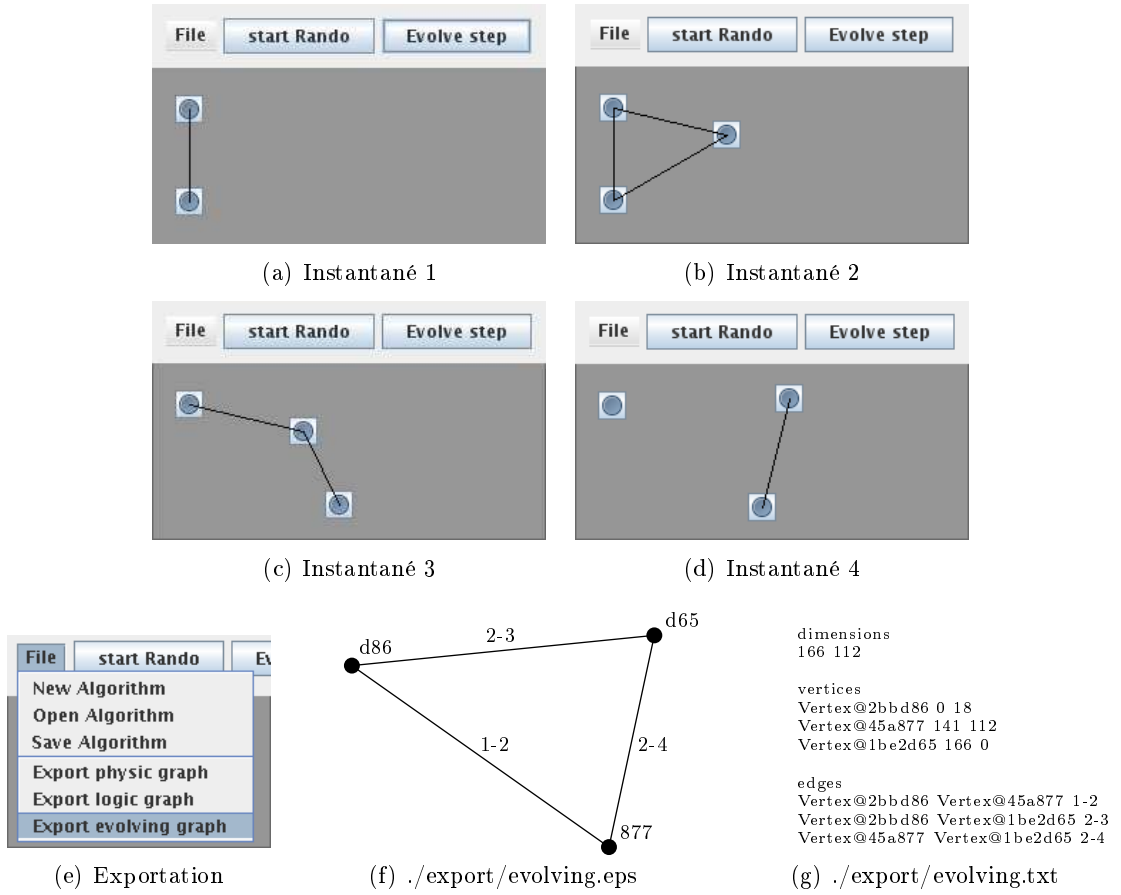 File start Rando Evolve step
File start Rando Evolve step
(a) Instantané 1
(b) Instantané 2
File start Rando Evolve step
File start Rando Evolve step
(c) Instantané 3
(d) Instantané 4
File start Rando Ev
New Algorithm
Open Algorithm
Save Algorithm
Export physic graph
Export logic graph
Export evolving graph
(e) Exportation
d86
2-3
d65
1-2
2-4
877
(f) ./export/evolving.eps
dimensions
166 112
vertices
Vertex@2bbd86 0 18
Vertex@45a877 141 112
Vertex@1be2d65 166 0
edges
Vertex@2bbd86 Vertex@45a877 1-2
Vertex@2bbd86 Vertex@1be2d65 2-3
Vertex@45a877 Vertex@1be2d65 2-4
(g) ./export/evolving.txt